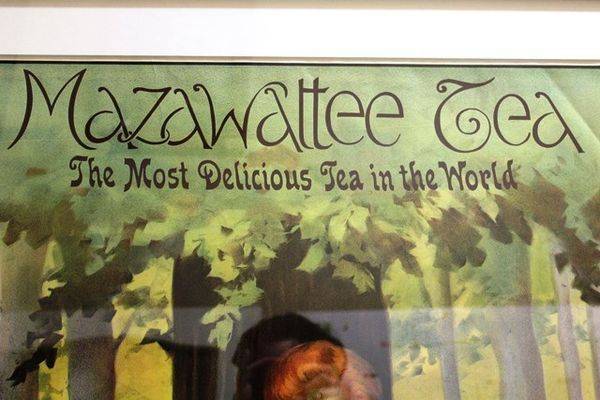 Mazawattee Tea
The Most Delicious Tea in the World